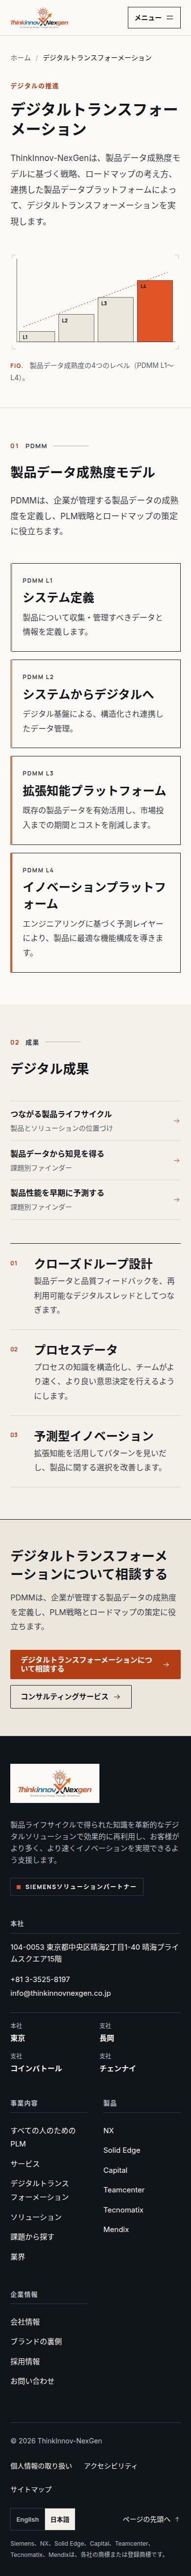 ThinkInnov-NexGen
メニュー
ホーム / デジタルトランスフォーメーション
デジタルの推進
デジタルトランスフォー
メーション
ThinkInnov-NexGenは、製品データ成熟度モ
デルに基づく戦略、ロードマップの考え方、
連携した製品データプラットフォームによっ
て、デジタルトランスフォーメーションを実
現します。
L1
L2
L3
L4
FIG. 製品データ成熟度の4つのレベル（PDMM L1〜
L4）。
01 PDMM
製品データ成熟度モデル
PDMMは、企業が管理する製品データの成熟
度を定義し、PLM戦略とロードマップの策定
に役立ちます。
PDMM L1
システム定義
製品について収集・管理すべきデータと
情報を定義します。
PDMM L2
システムからデジタルへ
デジタル基盤による、構造化され連携し
たデータ管理。
PDMM L3
拡張知能プラットフォーム
既存の製品データを有効活用し、市場投
入までの期間とコストを削減します。
PDMM L4
イノベーションプラットフ
ォーム
エンジニアリングに基づく予測レイヤー
により、製品に最適な機能構成を導きま
す。
02 成果
デジタル成果
つながる製品ライフサイクル
製品とソリューションの位置づけ
→
製品データから知見を得る
課題別ファインダー
→
製品性能を早期に予測する
課題別ファインダー
→
01 クローズドループ設計
製品データと品質フィードバックを、再
利用可能なデジタルスレッドとしてつな
ぎます。
02 プロセスデータ
プロセスの知識を構造化し、チームがよ
り速く、より良い意思決定を行えるよう
にします。
03 予測型イノベーション
拡張知能を活用してパターンを見いだ
し、製品に関する選択を改善します。
デジタルトランスフォーメ
ーションについて相談する
PDMMは、企業が管理する製品データの成熟度
を定義し、PLM戦略とロードマップの策定に役
立ちます。
デジタルトランスフォーメーションにつ
いて相談する →
コンサルティングサービス →
ThinkInnov-NexGen
製品ライフサイクルで得られた知識を革新的なデジ
タルソリューションで効果的に再利用し、お客様が
より多く、より速くイノベーションを実現できるよ
う支援します。
SIEMENSソリューションパートナー
本社
104-0053 東京都中央区晴海2丁目1-40 晴海プライ
ムスクエア15階
+81 3-3525-8197
info@thinkinnovnexgen.co.jp
本社 支社
東京 長岡
支社 支社
コインバトール チェンナイ
事業内容
すべての人のための
PLM
サービス
デジタルトランス
フォーメーション
ソリューション
課題から探す
業界
製品
NX
Solid Edge
Capital
Teamcenter
Tecnomatix
Mendix
企業情報
会社情報
ブランドの裏側
採用情報
お問い合わせ
© 2026 ThinkInnov-NexGen
個人情報の取り扱い アクセシビリティ
サイトマップ
English 日本語 ページの先頭へ ↑
Siemens、NX、Solid Edge、Capital、Teamcenter、
Tecnomatix、Mendixは、各社の商標または登録商標です。